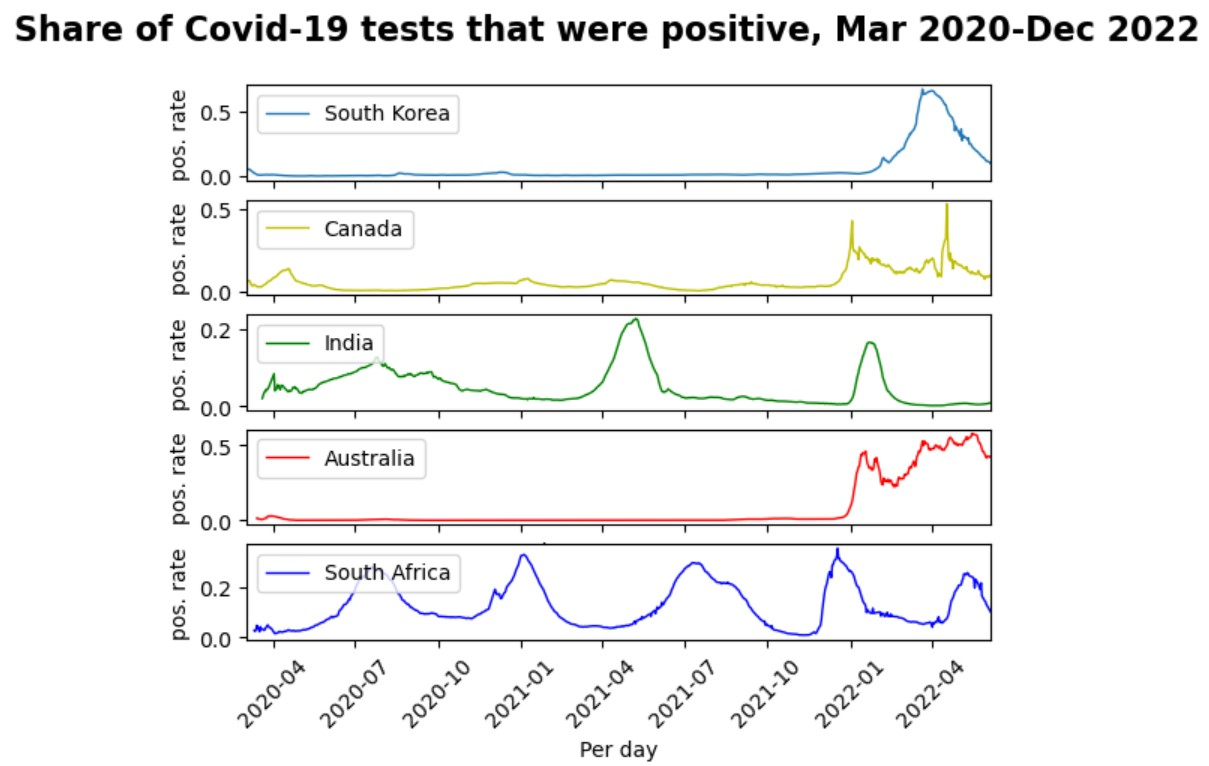 Share of Covid-19 tests that were positive, Mar 2020-Dec 2022
pos. rate
0.5
0.0
South Korea
pos. rate
0.5
0.0
Canada
pos. rate
0.2
0.0
India
pos. rate
0.5
0.0
Australia
pos. rate
0.2
0.0
South Africa
2020-04
2020-07
2020-10
2021-01
2021-04
2021-07
2021-10
2022-01
2022-04
Per day